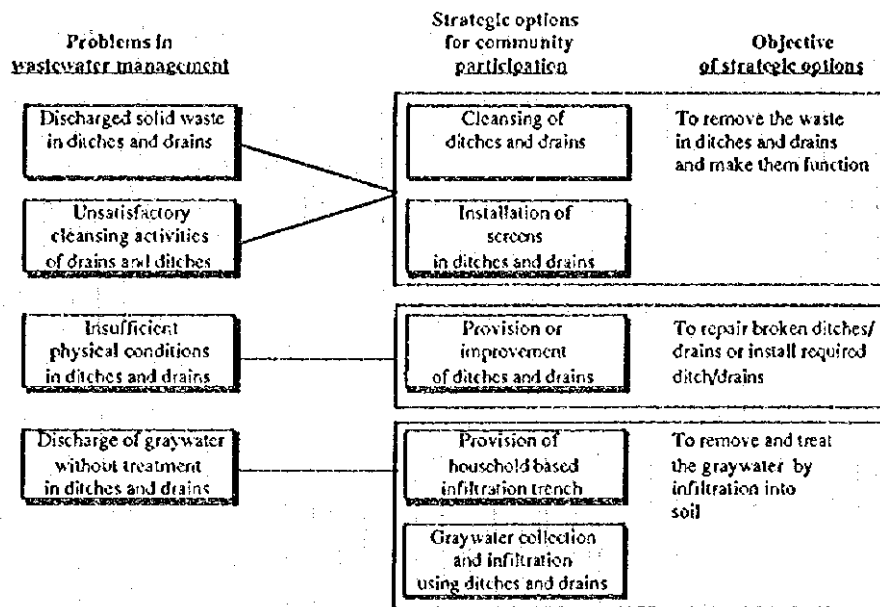 Problems in
wastewater management
Strategic options
for community
participation
Objective
of strategic options
Discharged solid waste
in ditches and drains
Unsatisfactory
cleansing activities
of drains and ditches
Cleansing of
ditches and drains
Installation of
screens
in ditches and drains
To remove the waste
in ditches and drains
and make them function
Insufficient
physical conditions
in ditches and drains
Provision or
improvement
of ditches and drains
To repair broken ditches/
drains or install required
ditch/drains
Discharge of graywater
without treatment
in ditches and drains
Provision of
household based
infiltration trench
Graywater collection
and infiltration
using ditches and drains
To remove and treat
the graywater by
infiltration into
soil